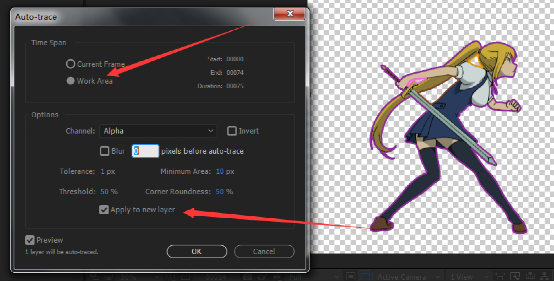 Auto-trace
Time Span
Current Frame
Work Area
Start: 00000
End: 00074
Duration: 00075
Options
Channel: Alpha Invert
Blur 0 pixels before auto-trace
Tolerance: 1 px Minimum Area: 10 px
Threshold: 50 % Corner Roundness: 50 %
Apply to new layer
Preview
1 layer will be auto-traced.
OK Cancel
Active Camera 1 View